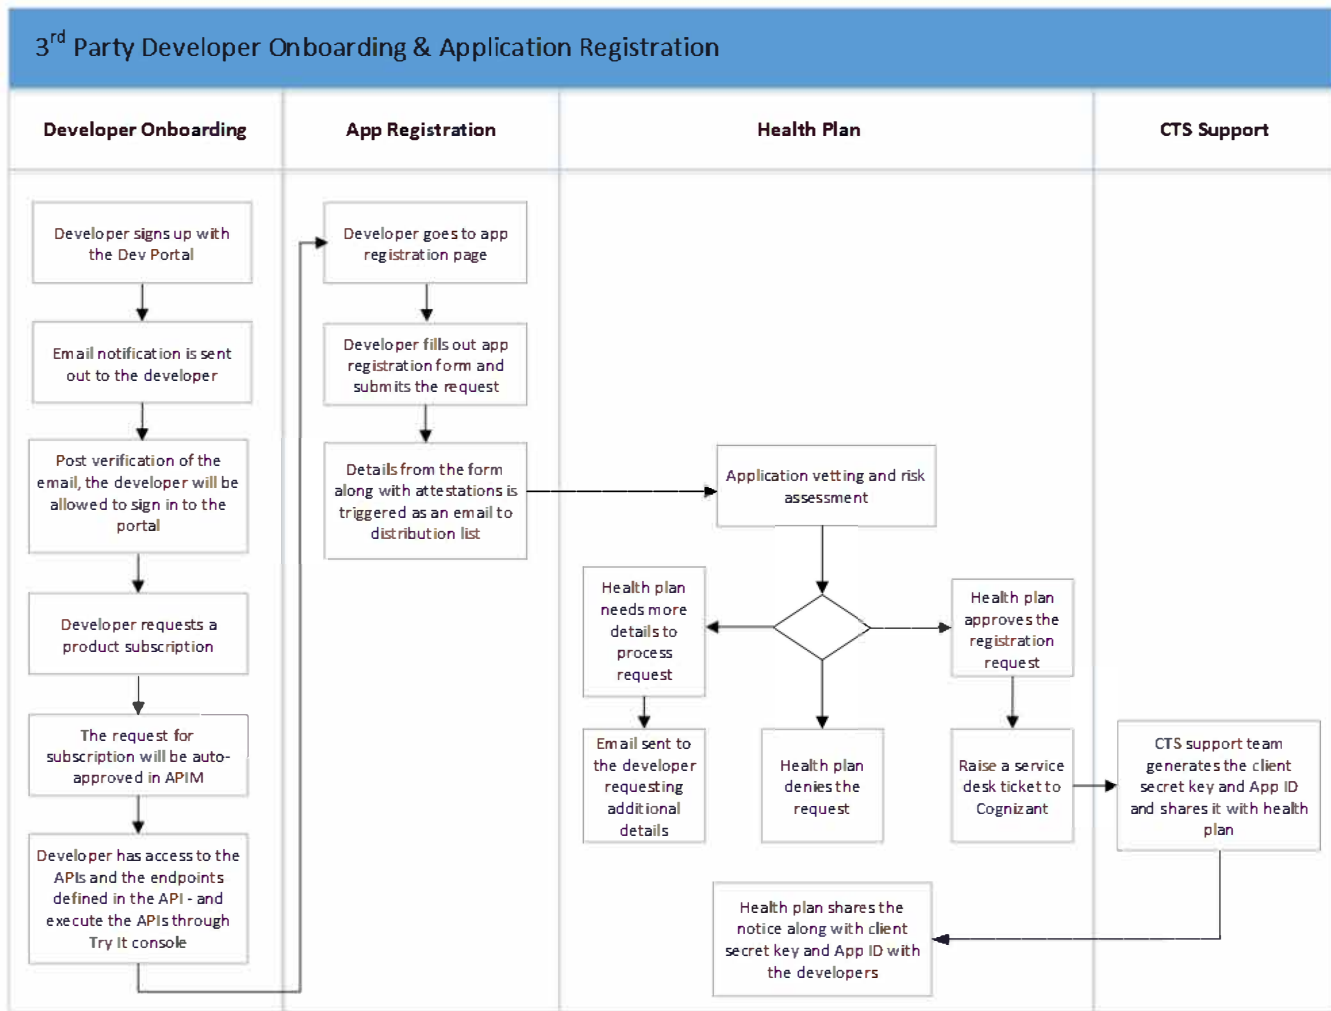 3rd Party Developer Onboarding & Application Registration
Developer Onboarding
App Registration
Health Plan
CTS Support
Developer signs up with
the Dev Portal
Email notification is sent
out to the developer
Post verification of the
email, the developer will be
allowed to sign in to the
portal
Developer requests a
product subscription
The request for
subscription will be auto-
approved in APIM
Developer has access to the
APIs and the endpoints
defined in the API - and
execute the APIs through
Try It console
Developer goes to app
registration page
Developer fills out app
registration form and
submits the request
Details from the form
along with attestations is
triggered as an email to
distribution list
Application vetting and risk
assessment
Health plan
needs more
details to
process
request
Email sent to
the developer
requesting
additional
details
Health plan
denies the
request
Health plan
approves the
registration
request
Raise a service
desk ticket to
Cognizant
CTS support team
generates the client
secret key and App ID
and shares it with health
plan
Health plan shares the
notice along with client
secret key and App ID with
the developers